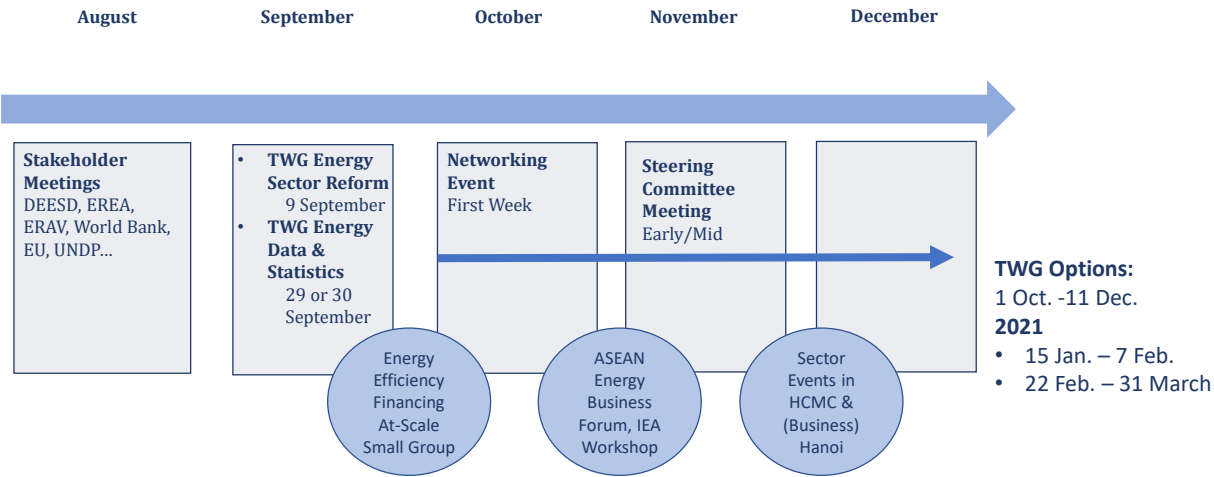 August
September
October
November
December
Stakeholder
Meetings
DEESD, EREA,
ERAV, World Bank,
EU, UNDP...
• TWG Energy
Sector Reform
9 September
• TWG Energy
Data &
Statistics
29 or 30
September
Networking
Event
First Week
Steering
Committee
Meeting
Early/Mid
Energy
Efficiency
Financing
At-Scale
Small Group
ASEAN
Energy
Business
Forum, IEA
Workshop
Sector
Events in
HCMC &
(Business)
Hanoi
TWG Options:
1 Oct. -11 Dec.
2021
• 15 Jan. – 7 Feb.
• 22 Feb. – 31 March